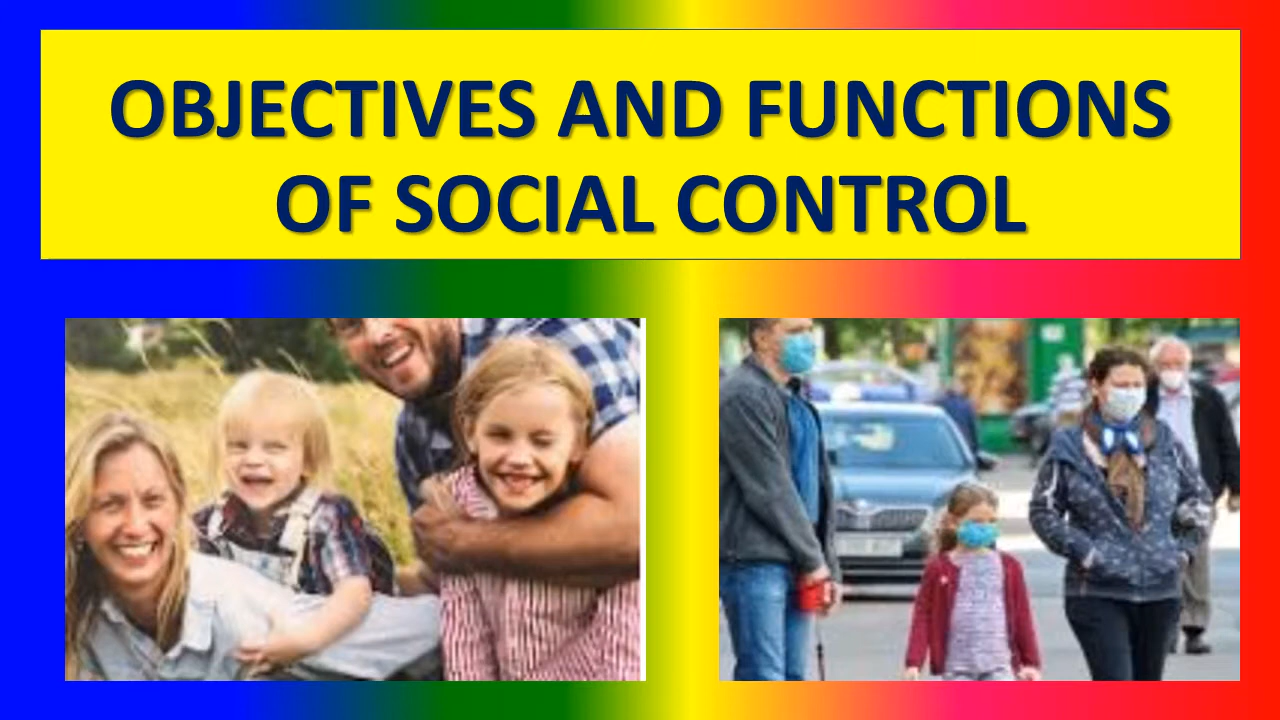 OBJECTIVES AND FUNCTIONS
OF SOCIAL CONTROL